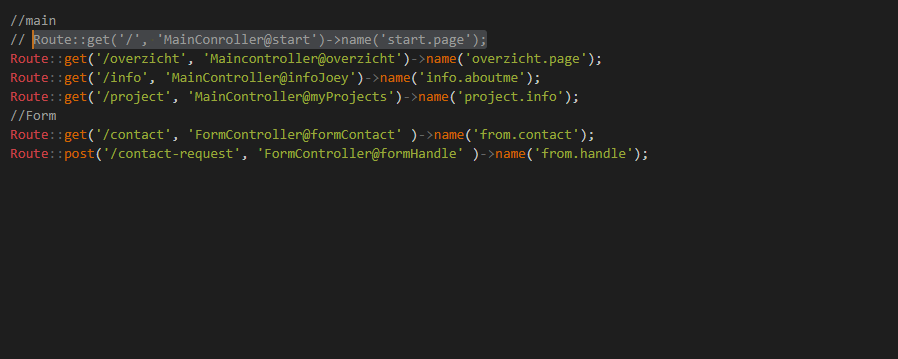 //main
// Route::get('/', 'MainConroller@start')->name('start.page');
Route::get('/overzicht', 'Maincontroller@overzicht')->name('overzicht.page');
Route::get('/info', 'MainController@infoJoey')->name('info.aboutme');
Route::get('/project', 'MainController@myProjects')->name('project.info');
//Form
Route::get('/contact', 'FormController@formContact' )->name('from.contact');
Route::post('/contact-request', 'FormController@formHandle' )->name('from.handle');